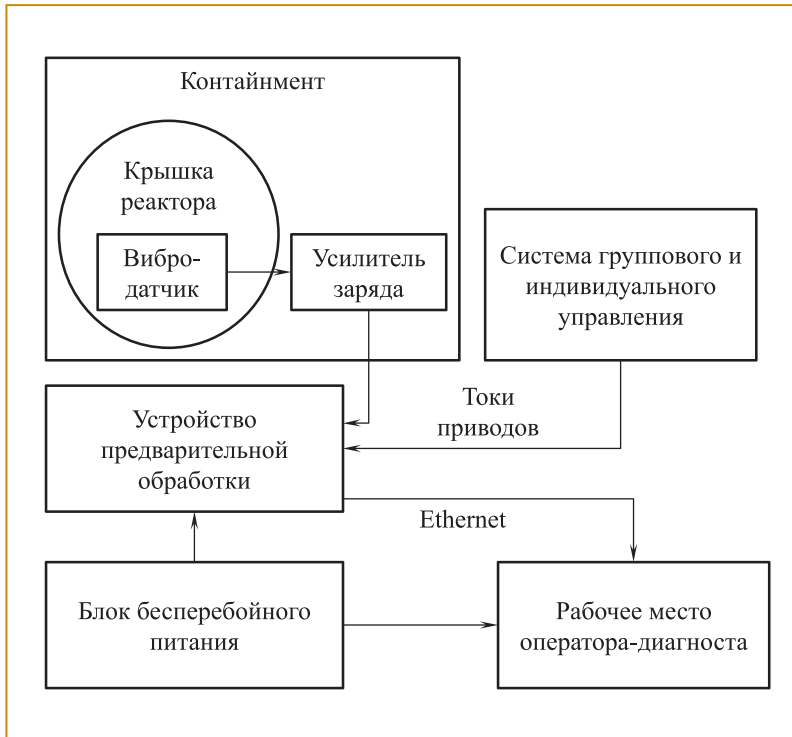 Контайнмент
Крышка
реактора
Вибро-
датчик
Усилитель
заряда
Система группового и
индивидуального
управления
Устройство
предварительной
обработки
Токи
приводов
Ethernet
Блок бесперебойного
питания
Рабочее место
оператора-диагноста